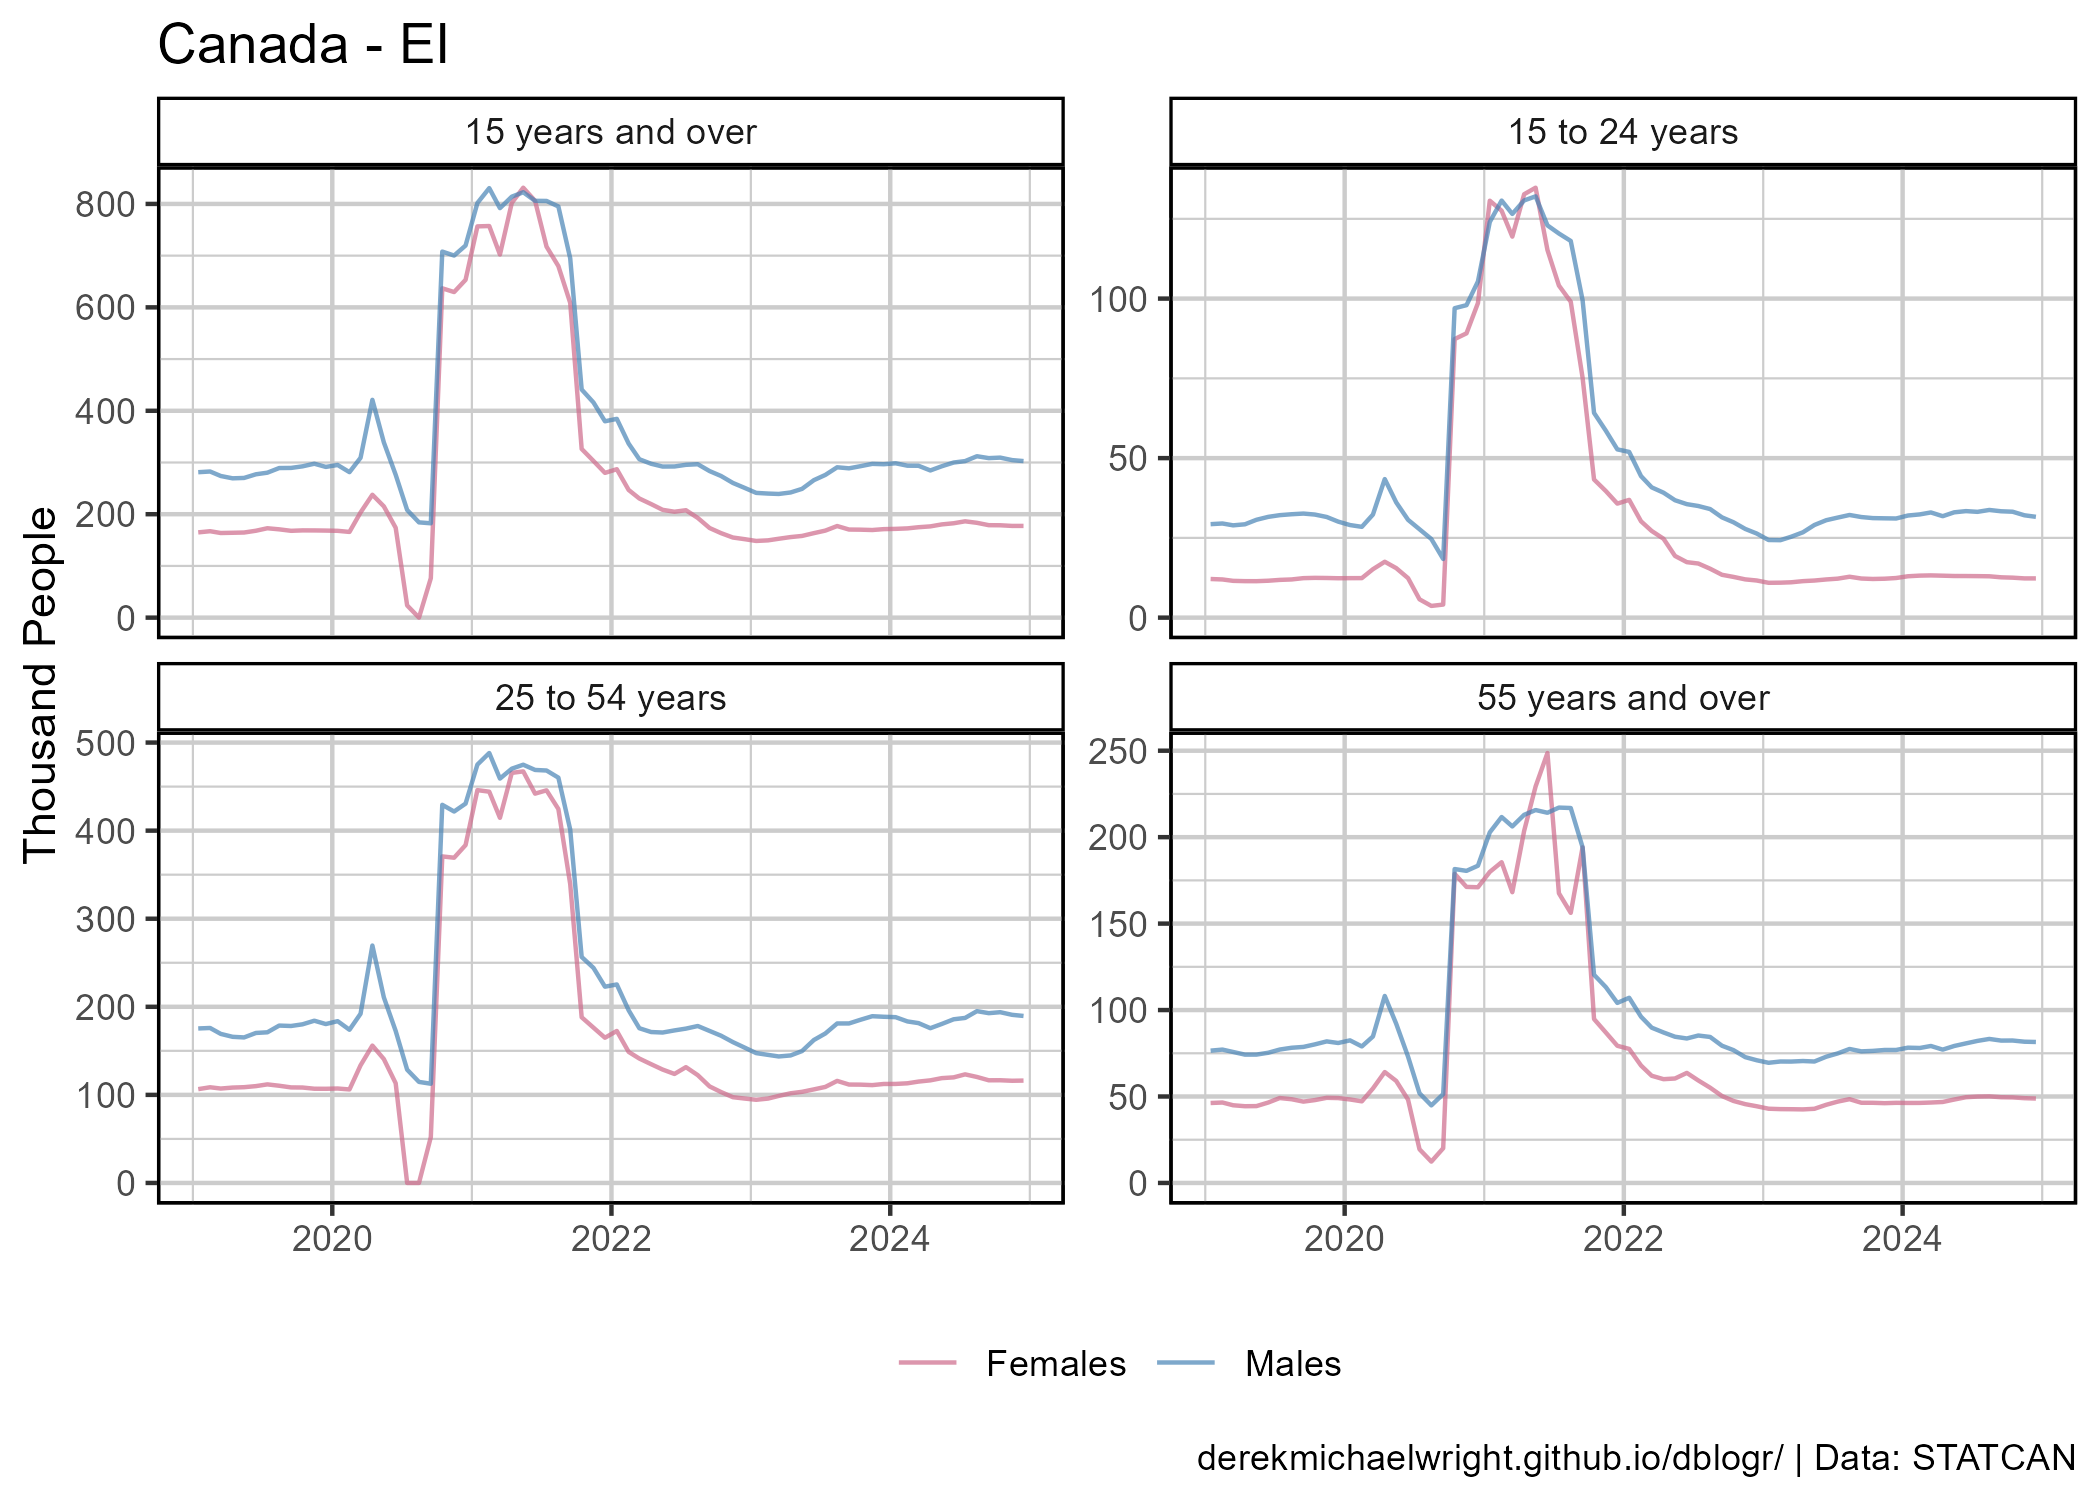 Canada - EI
15 years and over
15 to 24 years
800
600
400
200
0
100
50
0
Thousand People
25 to 54 years
55 years and over
500
400
300
200
100
0
250
200
150
100
50
0
2020 2022 2024
2020 2022 2024
Females Males
derekmichaelwright.github.io/dblogr/ | Data: STATCAN